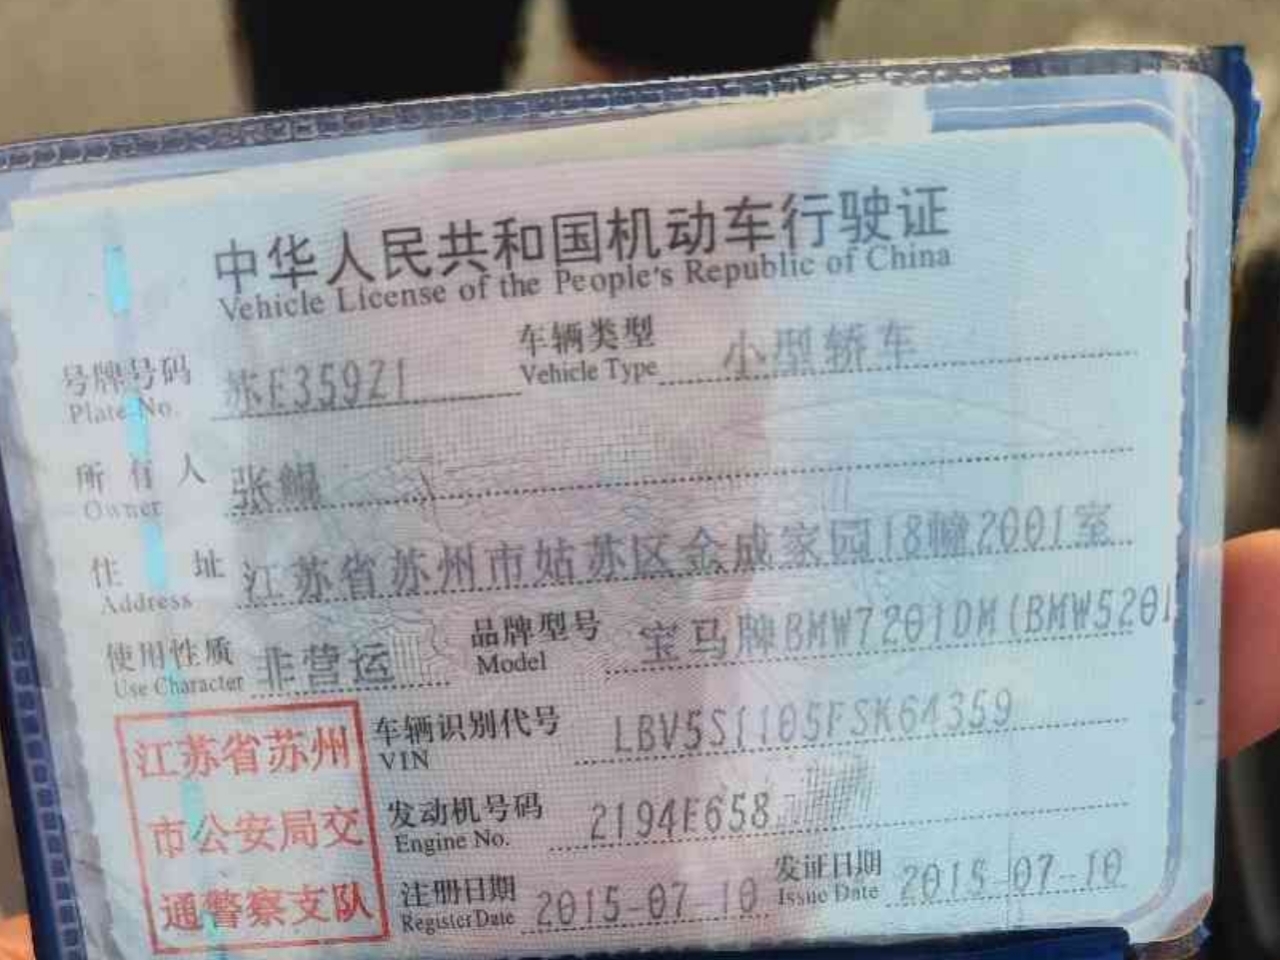 中华人民共和国机动车行驶证
Vehicle License of the People's Republic of China
号牌号码 苏E359Z1 车辆类型 小型轿车
Plate No. Vehicle Type
所有人 张鲲
Owner
住址 江苏省苏州市姑苏区金成家园18幢2001室
Address
使用性质 非营运 品牌型号 宝马牌BMW7201DM(BMW5201
Use Character Model
车辆识别代号 LBV5S1105FSK64359
VIN
发动机号码 2194E658
Engine No.
注册日期 2015-07-10 发证日期 2015-07-10
Register Date Issue Date
江苏省苏州
市公安局交
通警察支队